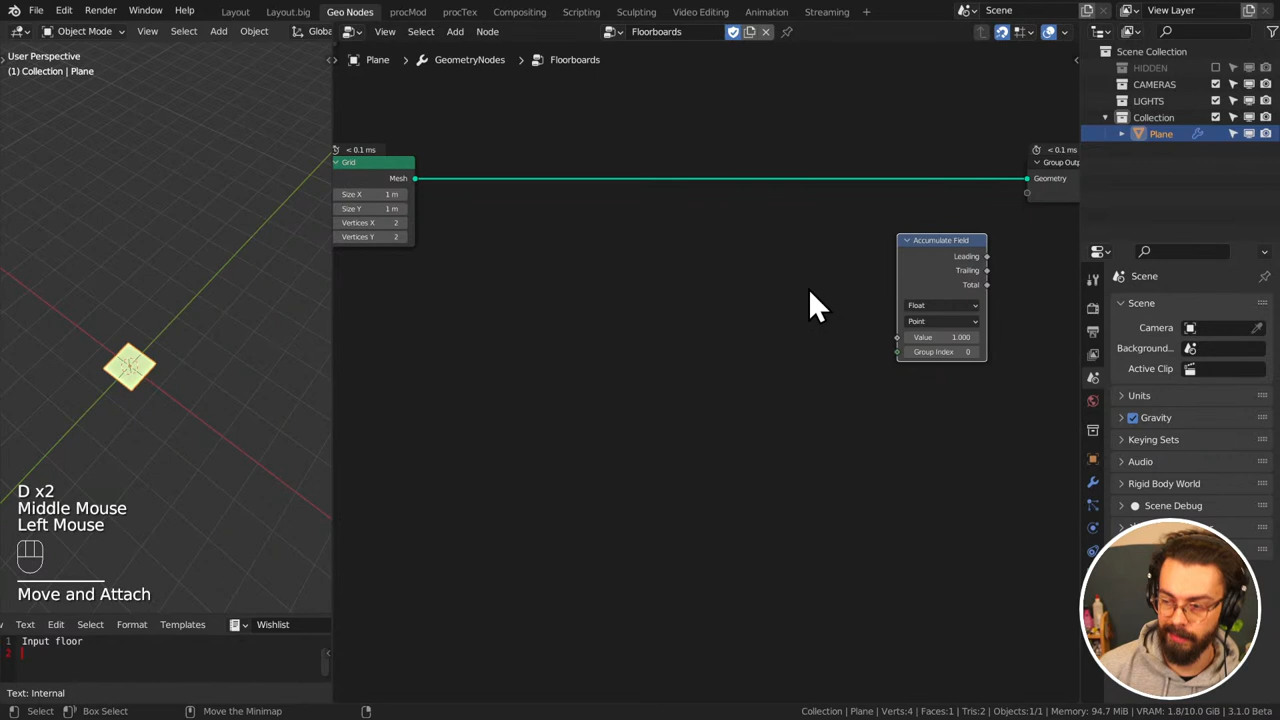 File Edit Render Window Help Layout Layout.big Geo Nodes procMod procTex Compositing Scripting Sculpting Video Editing Animation Streaming + Scene View Layer
Object Mode View Select Add Object Globa View Select Add Node Floorboards
User Perspective
(1) Collection | Plane
Plane GeometryNodes Floorboards
Scene Collection
HIDDEN
CAMERAS
LIGHTS
Collection
Plane
< 0.1 ms
Grid
Mesh
Size X 1 m
Size Y 1 m
Vertices X 2
Vertices Y 2
< 0.1 ms
Group Outp
Geometry
Accumulate Field
Leading
Trailing
Total
Float
Point
Value 1.000
Group Index 0
Scene
Scene
Camera
Background...
Active Clip
Units
Gravity
Keying Sets
Audio
Rigid Body World
Scene Debug
D x2
Middle Mouse
Left Mouse
Move and Attach
w Text Edit Select Format Templates Wishlist
1 Input floor
2
Text: Internal
Select Box Select Move the Minimap Collection | Plane | Verts:4 | Faces:1 | Tris:2 | Objects:1/1 | Memory: 94.7 MiB | VRAM: 1.8/10.0 GiB | 3.1.0 Beta